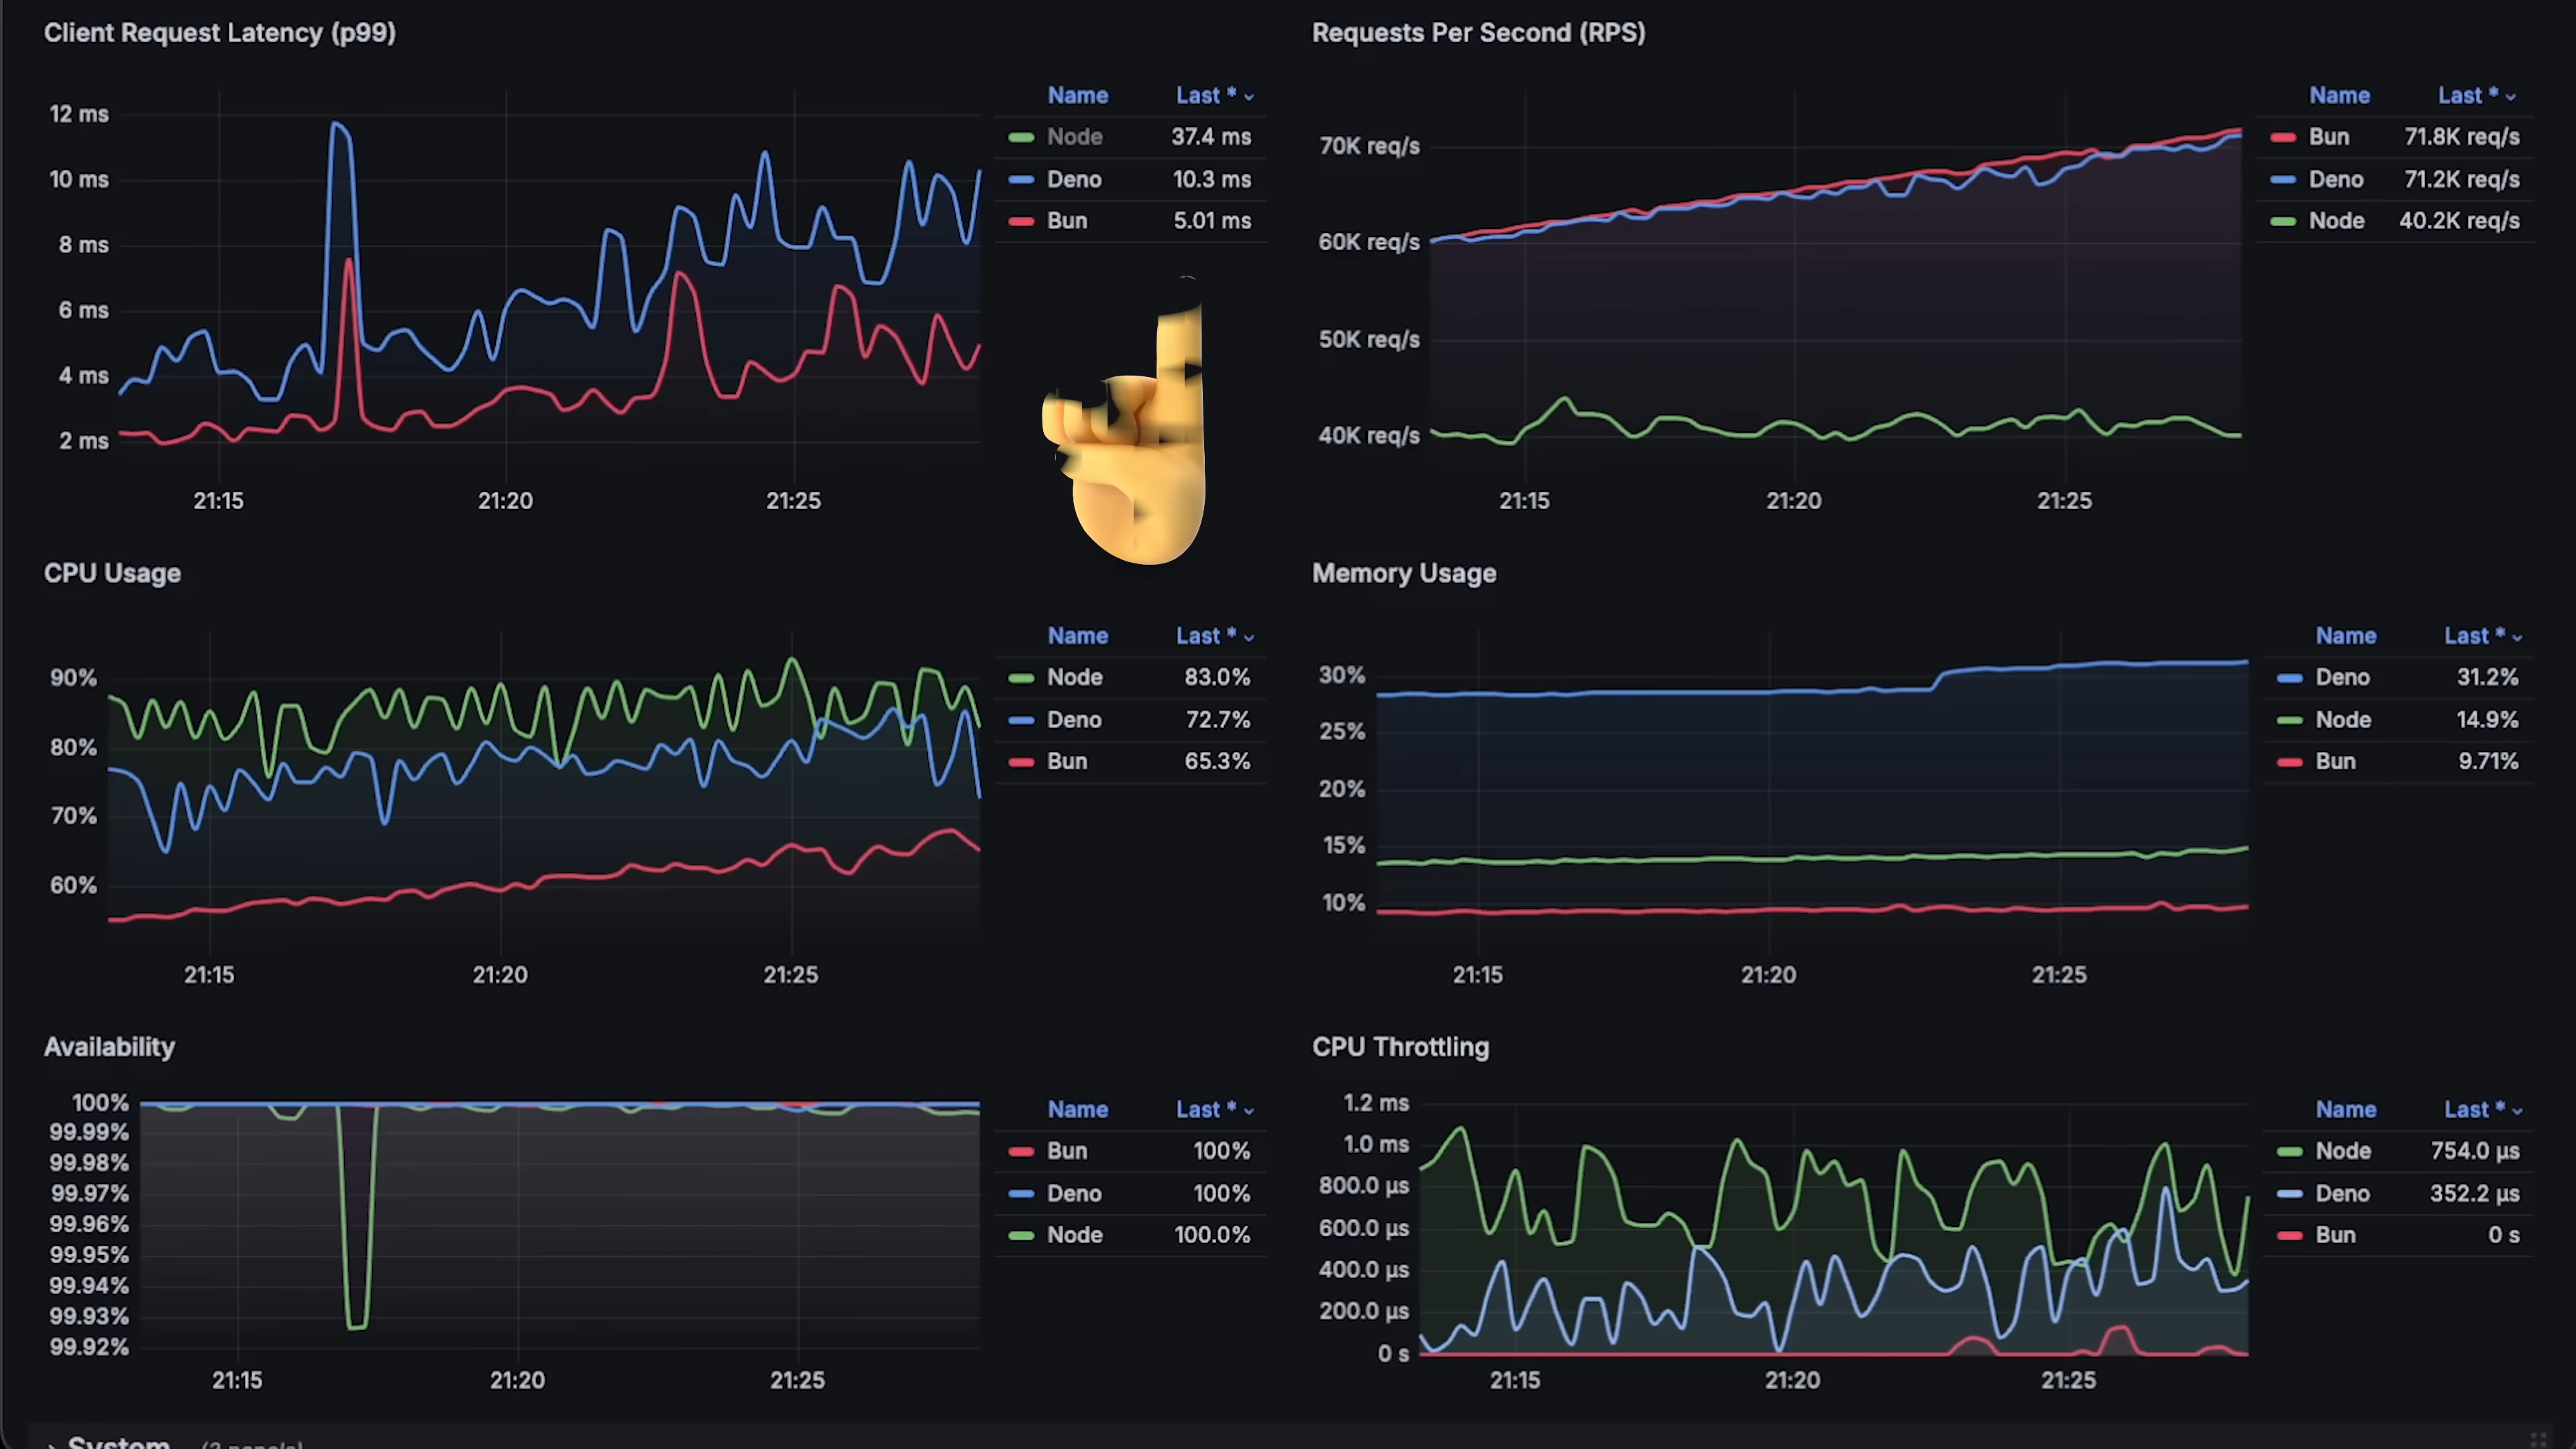 Client Request Latency (p99)
12 ms
10 ms
8 ms
6 ms
4 ms
2 ms
21:15 21:20 21:25
Name Last *
Node 37.4 ms
Deno 10.3 ms
Bun 5.01 ms
Requests Per Second (RPS)
70K req/s
60K req/s
50K req/s
40K req/s
21:15 21:20 21:25
Name Last *
Bun 71.8K req/s
Deno 71.2K req/s
Node 40.2K req/s
CPU Usage
90%
80%
70%
60%
21:15 21:20 21:25
Name Last *
Node 83.0%
Deno 72.7%
Bun 65.3%
Memory Usage
30%
25%
20%
15%
10%
21:15 21:20 21:25
Name Last *
Deno 31.2%
Node 14.9%
Bun 9.71%
Availability
100%
99.99%
99.98%
99.97%
99.96%
99.95%
99.94%
99.93%
99.92%
21:15 21:20 21:25
Name Last *
Bun 100%
Deno 100%
Node 100.0%
CPU Throttling
1.2 ms
1.0 ms
800.0 µs
600.0 µs
400.0 µs
200.0 µs
0 s
21:15 21:20 21:25
Name Last *
Node 754.0 µs
Deno 352.2 µs
Bun 0 s
System